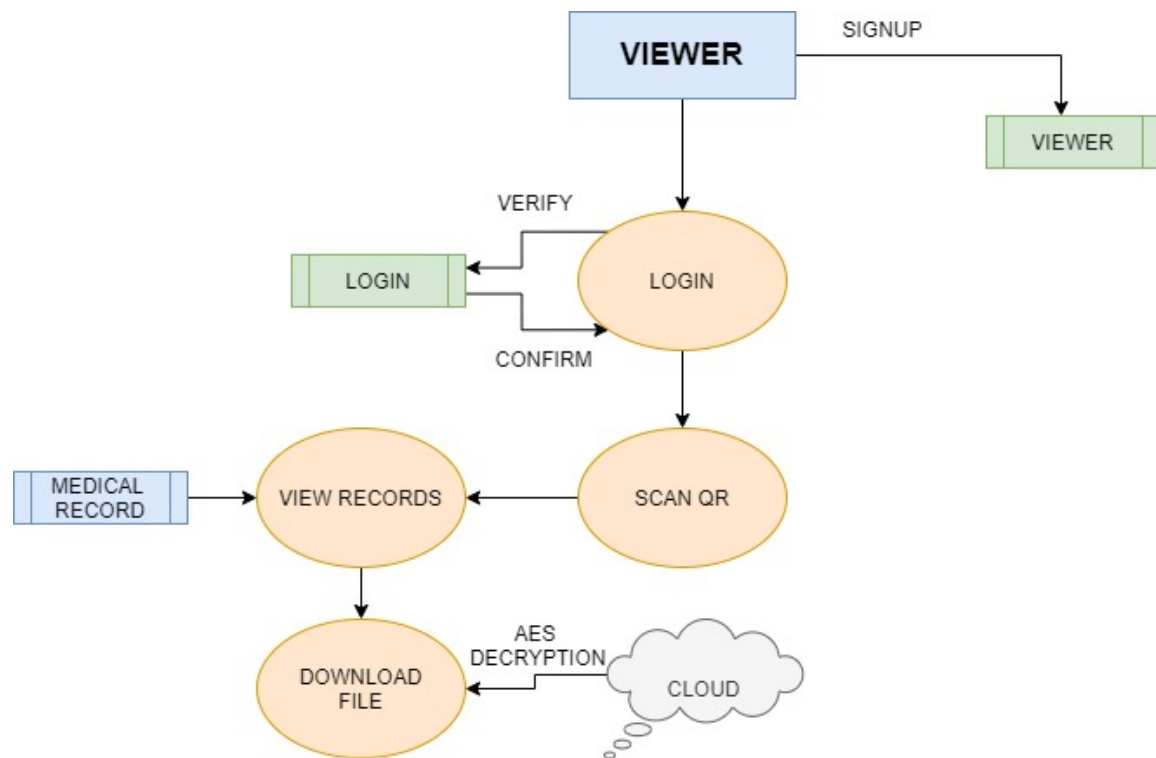 VIEWER
SIGNUP
VIEWER
VERIFY
LOGIN
LOGIN
CONFIRM
MEDICAL
RECORD
VIEW RECORDS
SCAN QR
AES
DECRYPTION
DOWNLOAD
FILE
CLOUD